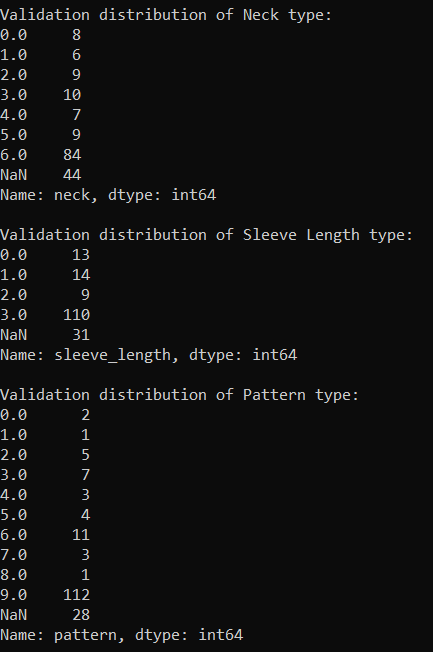 Validation distribution of Neck type:
0.0     8
1.0     6
2.0     9
3.0    10
4.0     7
5.0     9
6.0    84
NaN    44
Name: neck, dtype: int64

Validation distribution of Sleeve Length type:
0.0     13
1.0     14
2.0      9
3.0    110
NaN     31
Name: sleeve_length, dtype: int64

Validation distribution of Pattern type:
0.0      2
1.0      1
2.0      5
3.0      7
4.0      3
5.0      4
6.0     11
7.0      3
8.0      1
9.0    112
NaN     28
Name: pattern, dtype: int64